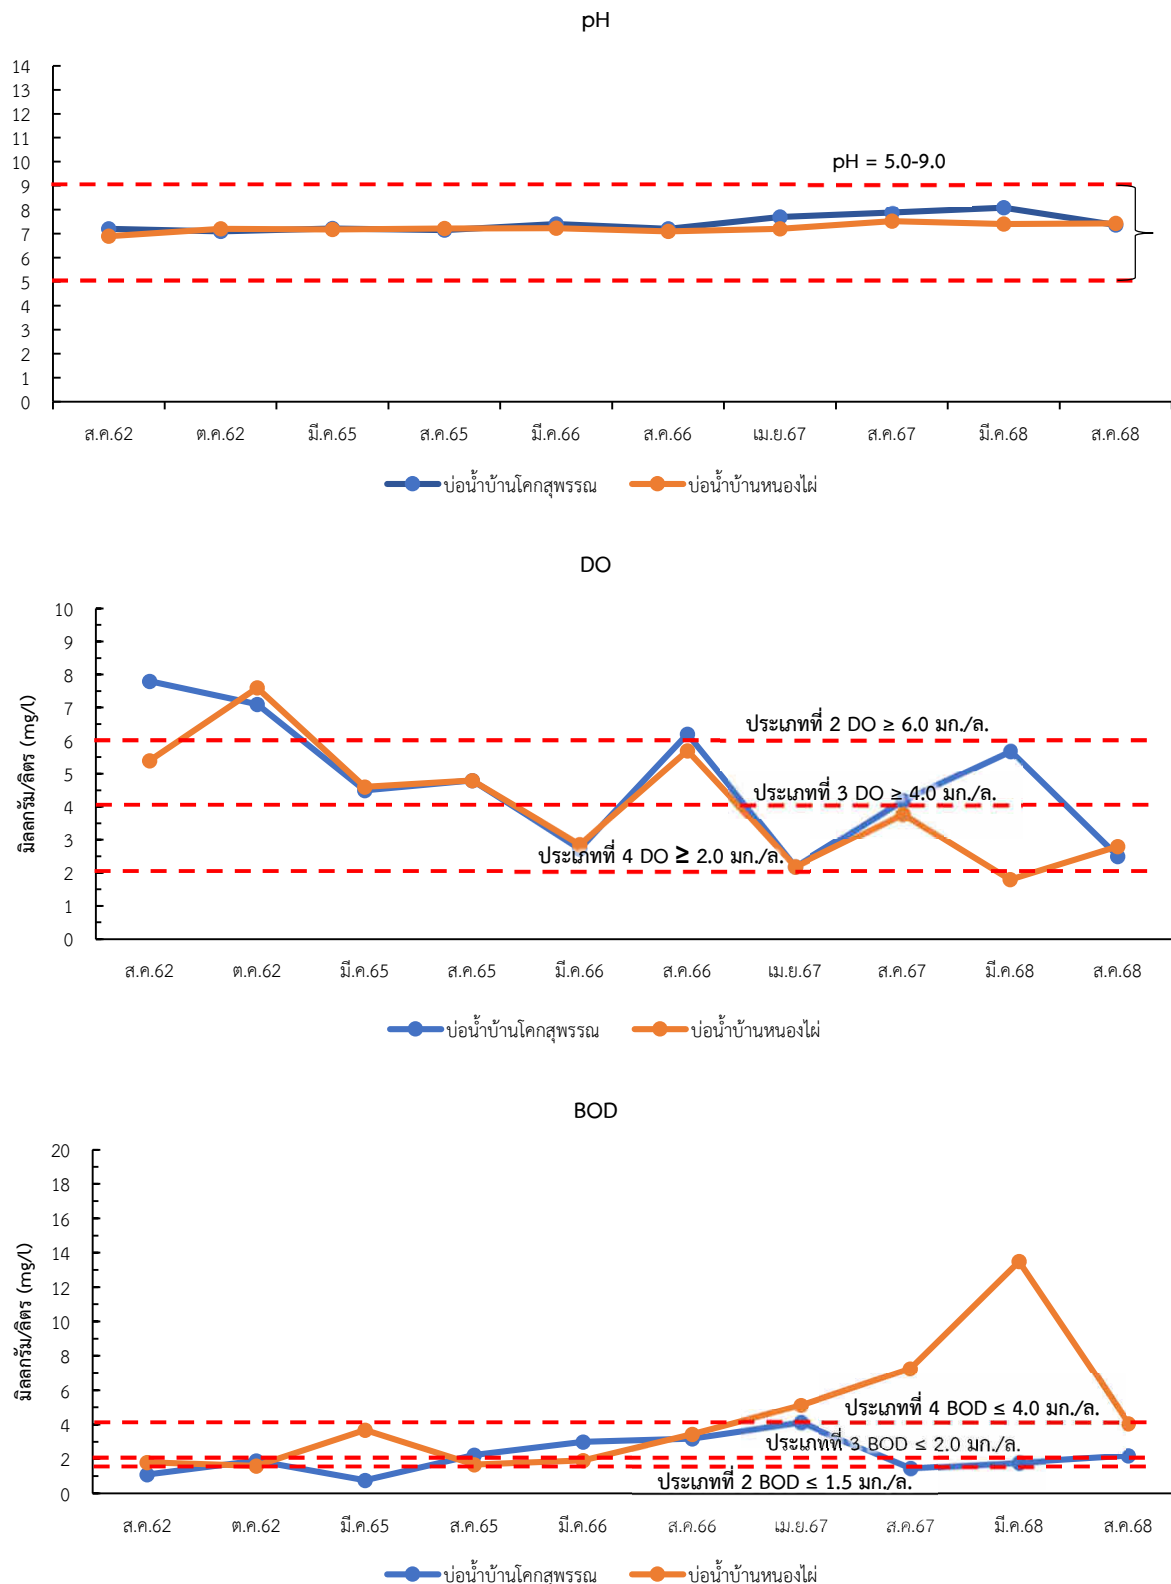 pH
14
13
12
11
10
9
8
7
6
5
4
3
2
1
0
pH = 5.0-9.0
ส.ค.62 ต.ค.62 มี.ค.65 ส.ค.65 มี.ค.66 ส.ค.66 เม.ย.67 ส.ค.67 มี.ค.68 ส.ค.68
บ่อน้ำบ้านโคกสุพรรณ บ่อน้ำบ้านหนองไผ่
DO
มิลลกรัม/ลิตร (mg/l)
10
9
8
7
6
5
4
3
2
1
0
ประเภทที่ 2 DO ≥ 6.0 มก./ล.
ประเภทที่ 3 DO ≥ 4.0 มก./ล.
ประเภทที่ 4 DO ≥ 2.0 มก./ล.
ส.ค.62 ต.ค.62 มี.ค.65 ส.ค.65 มี.ค.66 ส.ค.66 เม.ย.67 ส.ค.67 มี.ค.68 ส.ค.68
บ่อน้ำบ้านโคกสุพรรณ บ่อน้ำบ้านหนองไผ่
BOD
มิลลกรัม/ลิตร (mg/l)
20
18
16
14
12
10
8
6
4
2
0
ประเภทที่ 4 BOD ≤ 4.0 มก./ล.
ประเภทที่ 3 BOD ≤ 2.0 มก./ล.
ประเภทที่ 2 BOD ≤ 1.5 มก./ล.
ส.ค.62 ต.ค.62 มี.ค.65 ส.ค.65 มี.ค.66 ส.ค.66 เม.ย.67 ส.ค.67 มี.ค.68 ส.ค.68
บ่อน้ำบ้านโคกสุพรรณ บ่อน้ำบ้านหนองไผ่